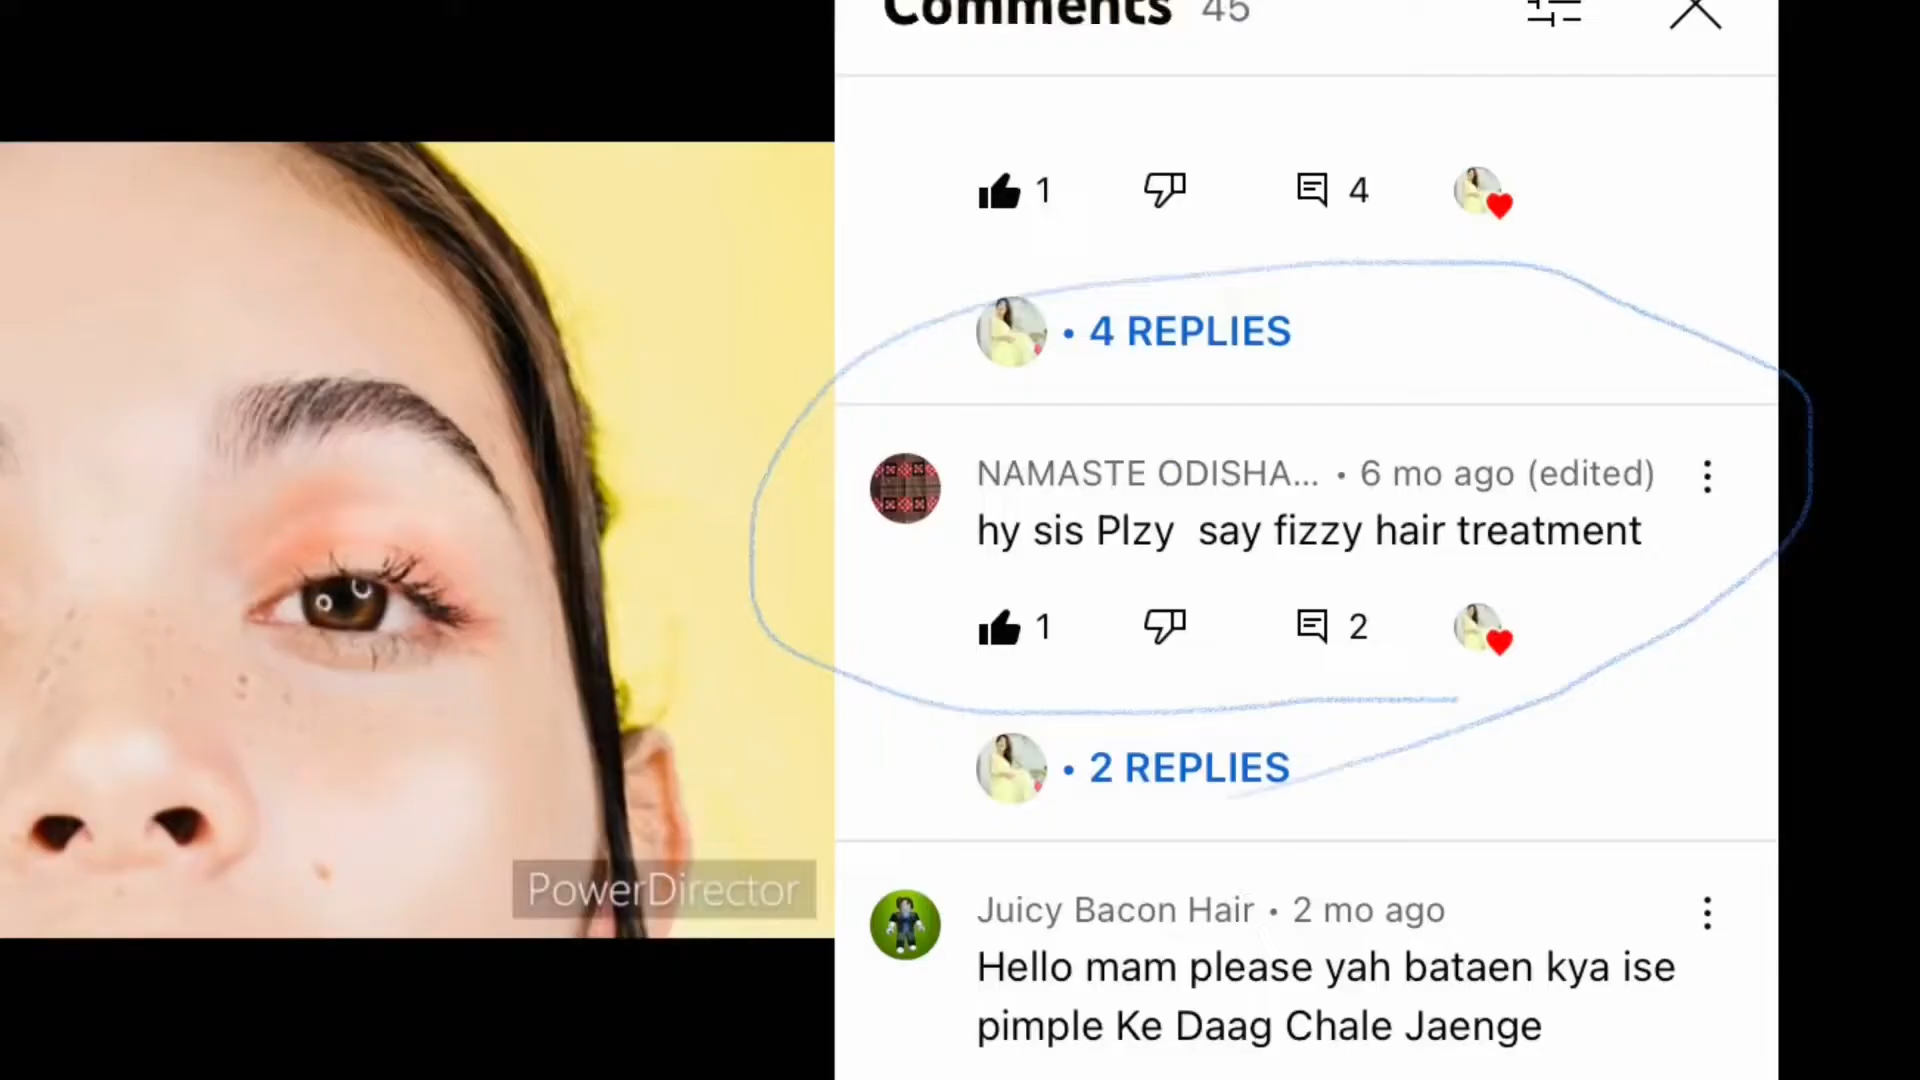 Comments 45
1 4
• 4 REPLIES
NAMASTE ODISHA... • 6 mo ago (edited)
hy sis Plzy say fizzy hair treatment
1 2
• 2 REPLIES
PowerDirector
Juicy Bacon Hair • 2 mo ago
Hello mam please yah bataen kya ise
pimple Ke Daag Chale Jaenge